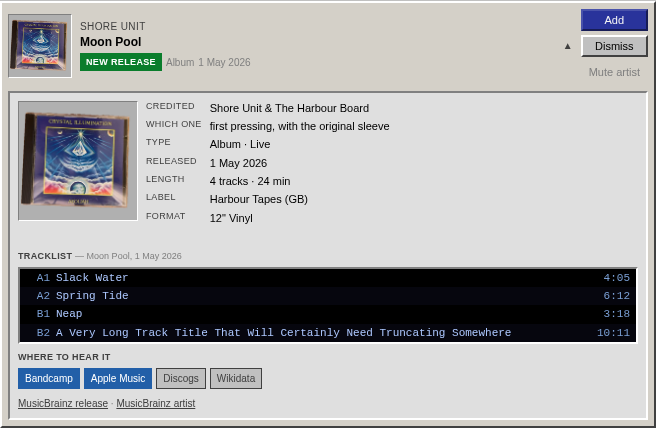 SHORE UNIT
Moon Pool
NEW RELEASE Album 1 May 2026
▲
Add
Dismiss
Mute artist
CRYSTAL ILLUMINATION
CREDITED Shore Unit & The Harbour Board
WHICH ONE first pressing, with the original sleeve
TYPE Album · Live
RELEASED 1 May 2026
LENGTH 4 tracks · 24 min
LABEL Harbour Tapes (GB)
FORMAT 12" Vinyl
TRACKLIST — Moon Pool, 1 May 2026
A1 Slack Water 4:05
A2 Spring Tide 6:12
B1 Neap 3:18
B2 A Very Long Track Title That Will Certainly Need Truncating Somewhere 10:11
WHERE TO HEAR IT
Bandcamp Apple Music Discogs Wikidata
MusicBrainz release · MusicBrainz artist